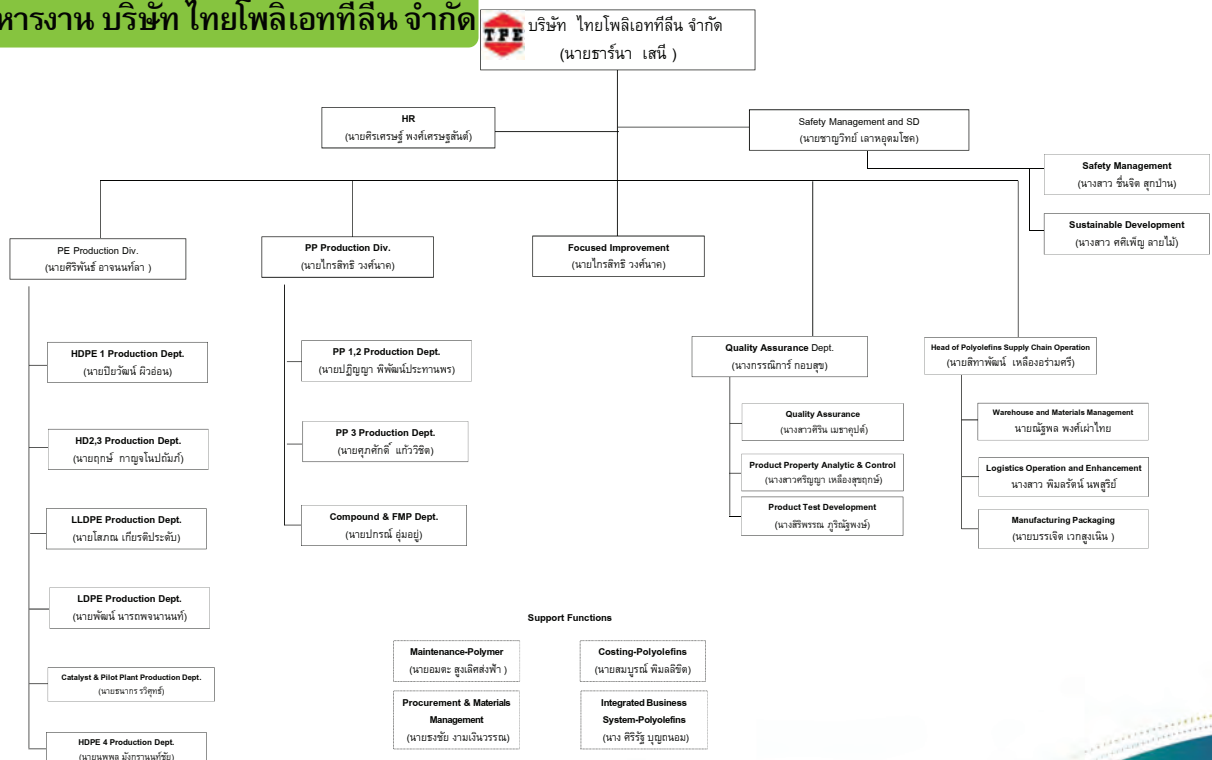 หารงาน บริษัท ไทยโพลิเอททีลีน จำกัด
TPE
บริษัท ไทยโพลิเอททีลีน จำกัด
(นายธาร์นา เสนี )
HR
(นายศิรเศรษฐ์ พงศ์เศรษฐสันต์)
Safety Management and SD
(นายชาญวิทย์ เลาหอุดมโชค)
Safety Management
(นางสาว ชื่นจิต สุกป่าน)
Sustainable Development
(นางสาว ศศิเพ็ญ ลายไม้)
PE Production Div.
(นายศิริพันธ์ อาจนนท์ลา )
PP Production Div.
(นายไกรสิทธิ วงศ์นาค)
Focused Improvement
(นายไกรสิทธิ วงศ์นาค)
HDPE 1 Production Dept.
(นายปิยวัฒน์ ผิวอ่อน)
HD2,3 Production Dept.
(นายฤกษ์ กาญจโนปถัมภ์)
LLDPE Production Dept.
(นายโสภณ เกียรติประดับ)
LDPE Production Dept.
(นายพัฒน์ นารถพจนานนท์)
Catalyst & Pilot Plant Production Dept.
(นายธนากร รวิศุทธ์)
HDPE 4 Production Dept.
(นายนพพล มังกรานนท์ชัย)
PP 1,2 Production Dept.
(นายปฏิญญา พิพัฒน์ประทานพร)
PP 3 Production Dept.
(นายศุภศักดิ์ แก้ววิชิต)
Compound & FMP Dept.
(นายปกรณ์ อุ่มอยู่)
Quality Assurance Dept.
(นางกรรณิการ์ กอบสุข)
Quality Assurance
(นางสาวศิริน เมธาคุปต์)
Product Property Analytic & Control
(นางสาวศรัญญา เหลืองสุขฤกษ์)
Product Test Development
(นางสิริพรรณ ภูริณัฐพงษ์)
Head of Polyolefins Supply Chain Operation
(นายสิทาพัฒน์ เหลืองอร่ามศรี)
Warehouse and Materials Management
นายณัฐพล พงศ์เผ่าไทย
Logistics Operation and Enhancement
นางสาว พิมลรัตน์ นพสูริย์
Manufacturing Packaging
(นายบรรเจิด เวกสูงเนิน )
Support Functions
Maintenance-Polymer
(นายอมตะ สูงเลิศส่งฟ้า )
Costing-Polyolefins
(นายสมบูรณ์ พิมลลิขิต)
Procurement & Materials
Management
(นายธงชัย งามเงินวรรณ)
Integrated Business
System-Polyolefins
(นาง ศิริรัฐ บุญถนอม)